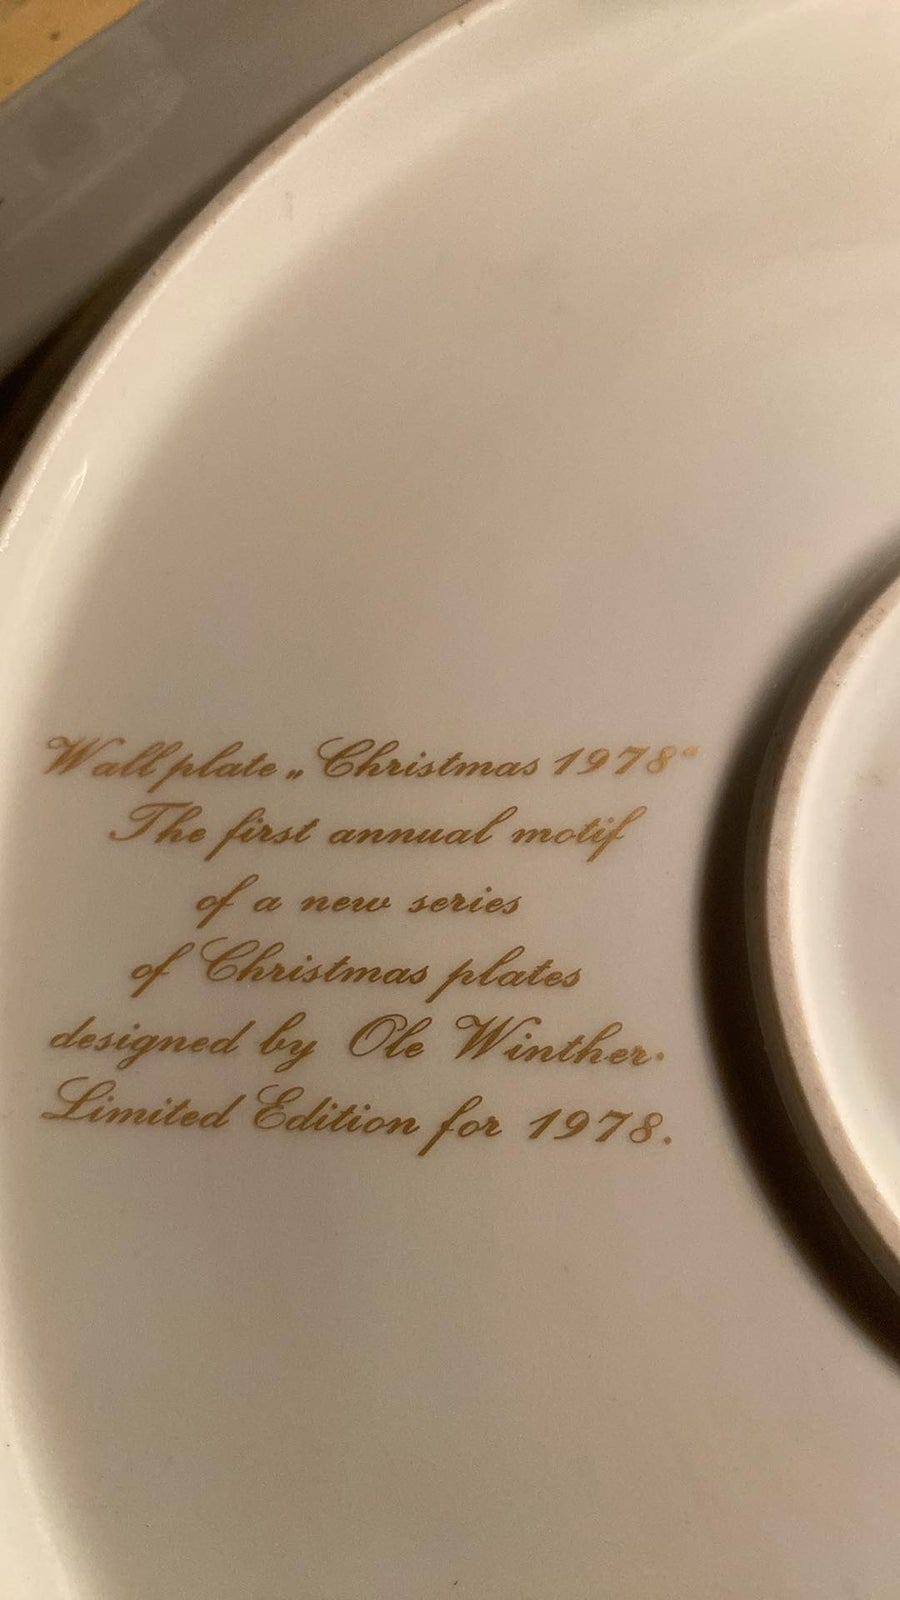 Wall plate „Christmas 1978“
The first annual motif
of a new series
of Christmas plates
designed by Ole Winther.
Limited Edition for 1978.